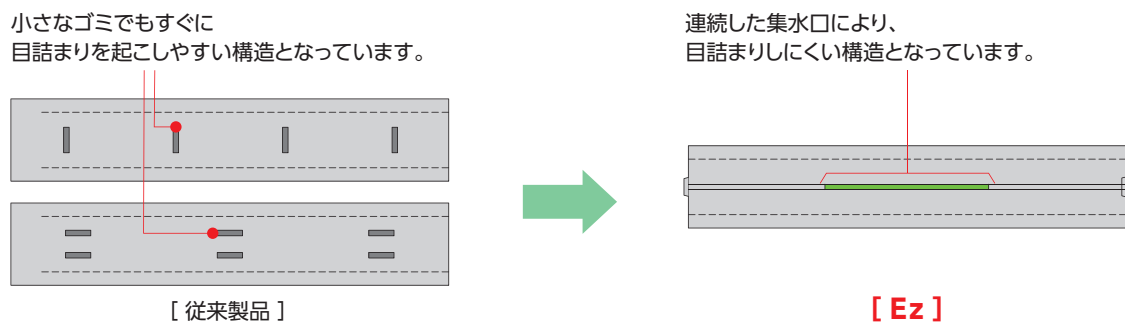 小さなゴミでもすぐに
目詰まりを起こしやすい構造となっています。
連続した集水口により、
目詰まりしにくい構造となっています。
[ 従来製品 ]
[ Ez ]